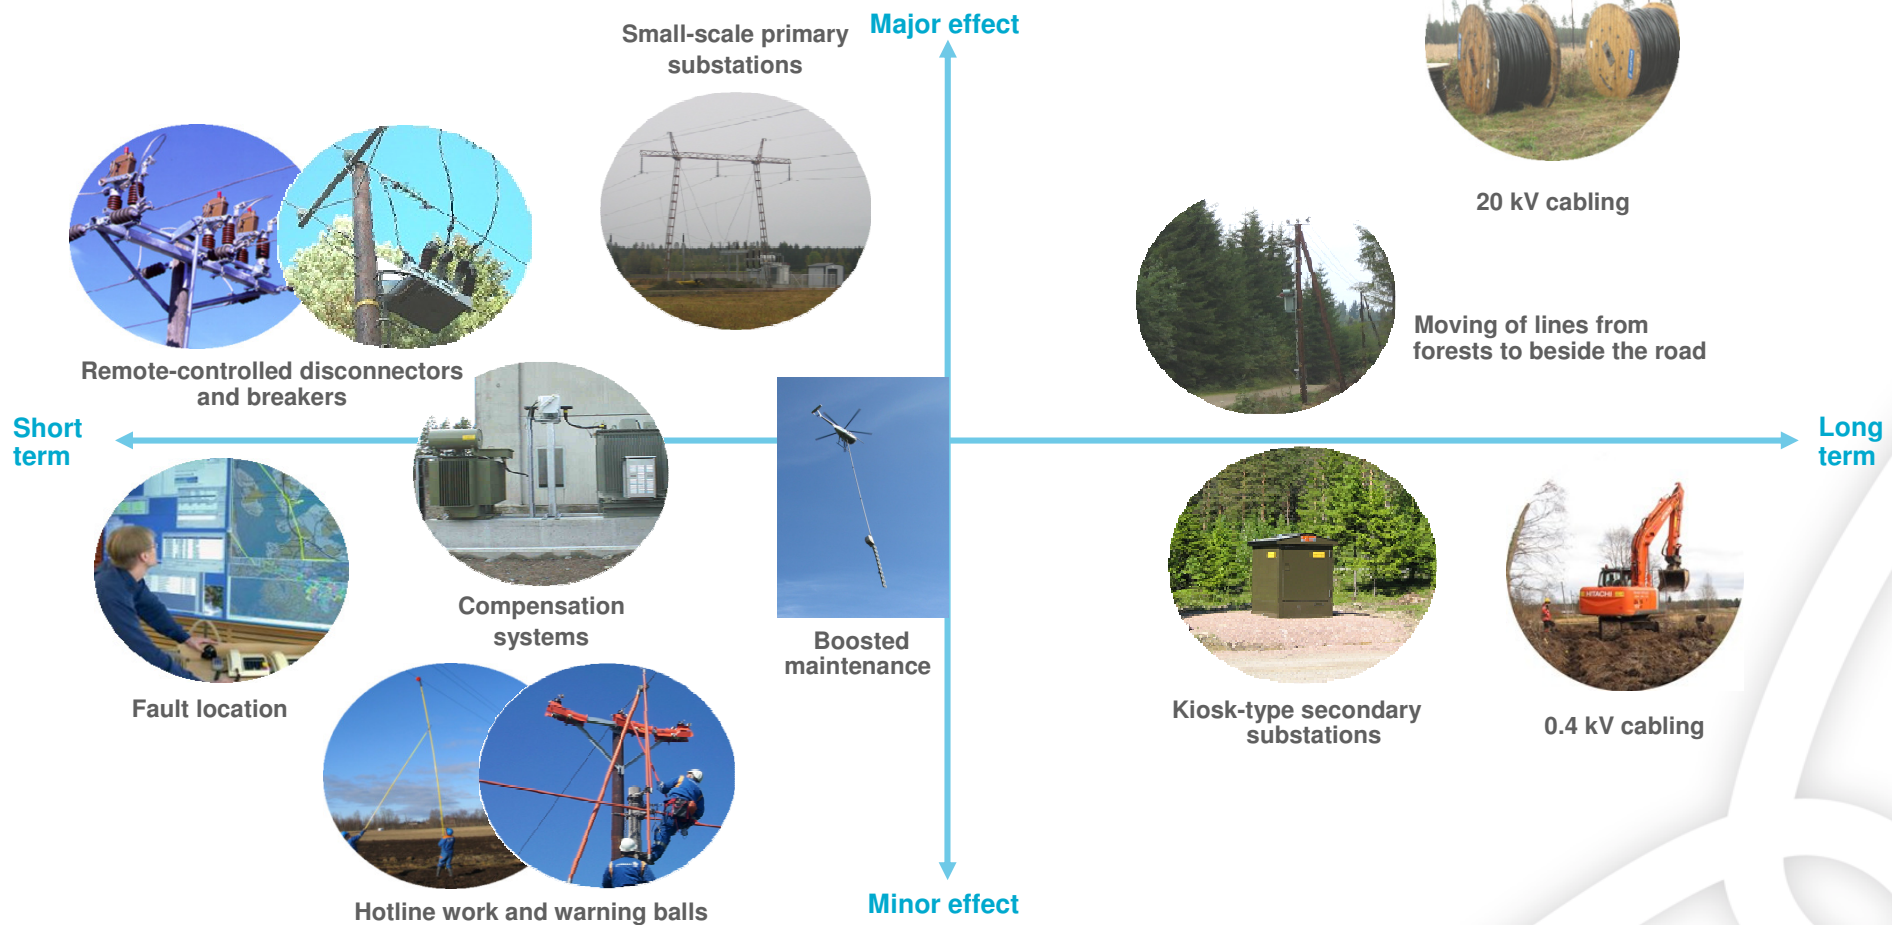 Major effect
Small-scale primary
substations
20 kV cabling
Moving of lines from
forests to beside the road
Remote-controlled disconnectors
and breakers
Short
term
Long
term
HITACHI
Compensation
systems
Boosted
maintenance
Fault location
Kiosk-type secondary
substations
0.4 kV cabling
Hotline work and warning balls
Minor effect